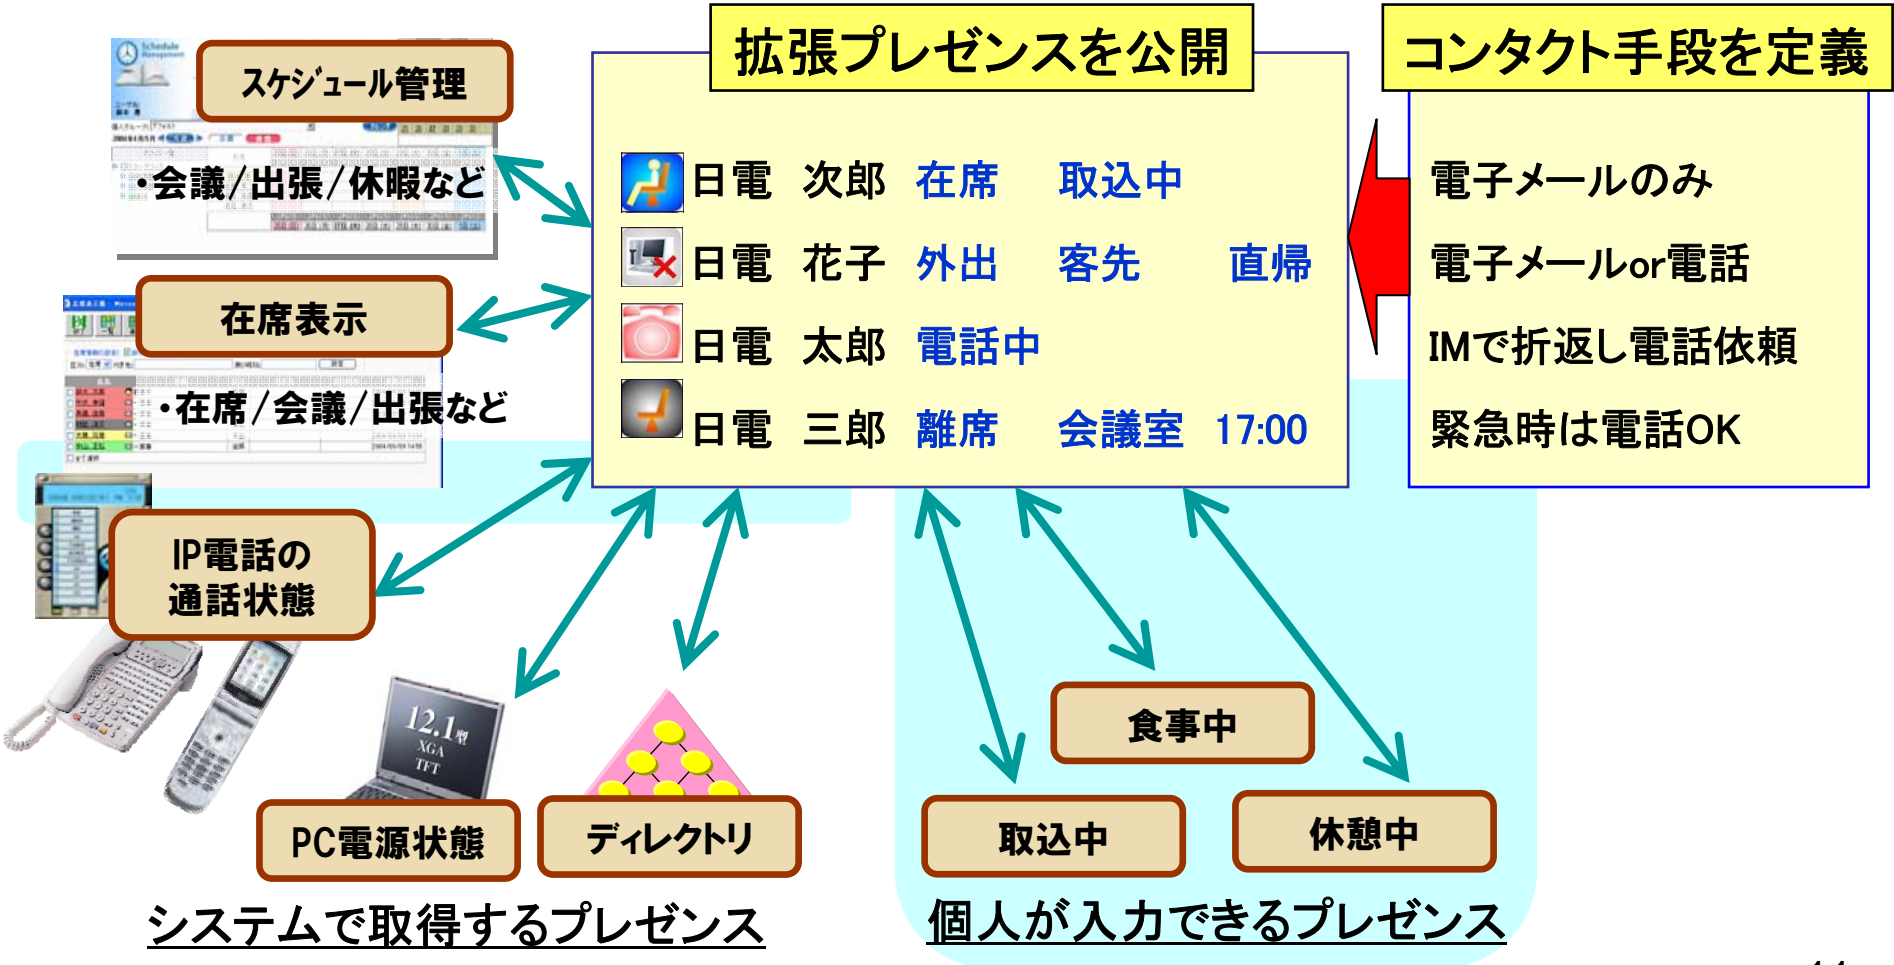 拡張プレゼンスを公開
コンタクト手段を定義
Schedule
Management
スケジュール管理
・会議/出張/休暇など
在席表示
・在席/会議/出張など
IP電話の
通話状態
日電 次郎 在席 取込中
日電 花子 外出 客先 直帰
日電 太郎 電話中
日電 三郎 離席 会議室 17:00
電子メールのみ
電子メールor電話
IMで折返し電話依頼
緊急時は電話OK
12.1型
XGA
TFT
PC電源状態
ディレクトリ
食事中
取込中
休憩中
システムで取得するプレゼンス
個人が入力できるプレゼンス